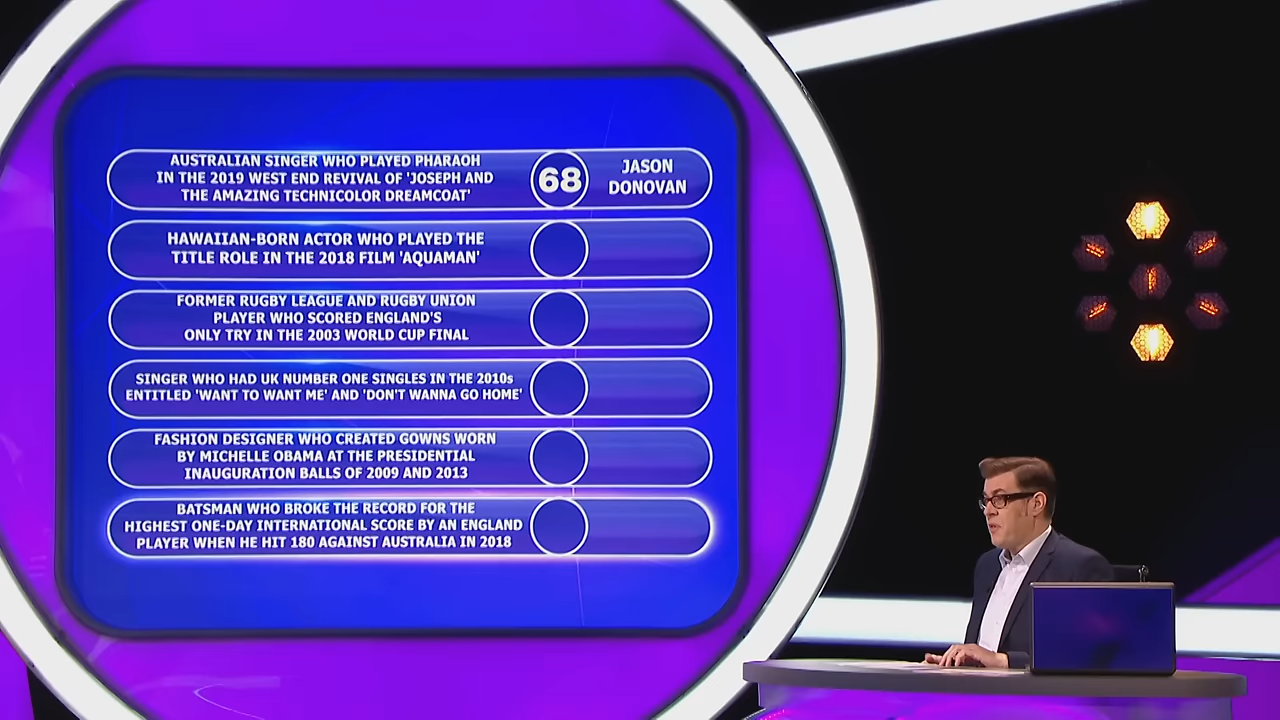 AUSTRALIAN SINGER WHO PLAYED PHARAOH
IN THE 2019 WEST END REVIVAL OF 'JOSEPH AND
THE AMAZING TECHNICOLOR DREAMCOAT'
68
JASON
DONOVAN
HAWAIIAN-BORN ACTOR WHO PLAYED THE
TITLE ROLE IN THE 2018 FILM 'AQUAMAN'
FORMER RUGBY LEAGUE AND RUGBY UNION
PLAYER WHO SCORED ENGLAND'S
ONLY TRY IN THE 2003 WORLD CUP FINAL
SINGER WHO HAD UK NUMBER ONE SINGLES IN THE 2010s
ENTITLED 'WANT TO WANT ME' AND 'DON'T WANNA GO HOME'
FASHION DESIGNER WHO CREATED GOWNS WORN
BY MICHELLE OBAMA AT THE PRESIDENTIAL
INAUGURATION BALLS OF 2009 AND 2013
BATSMAN WHO BROKE THE RECORD FOR THE
HIGHEST ONE-DAY INTERNATIONAL SCORE BY AN ENGLAND
PLAYER WHEN HE HIT 180 AGAINST AUSTRALIA IN 2018